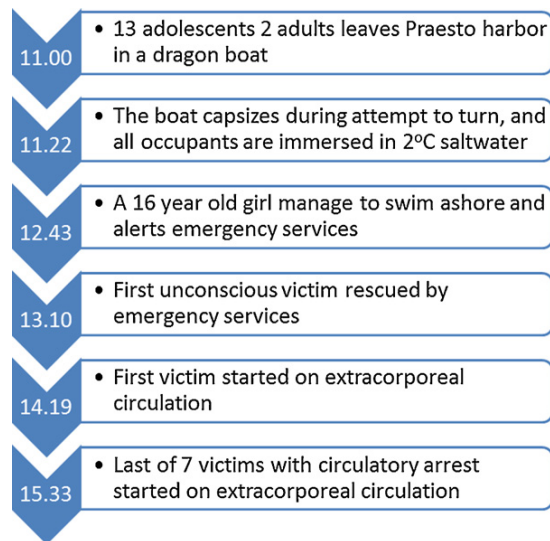 11.00
• 13 adolescents 2 adults leaves Praesto harbor
in a dragon boat
11.22
• The boat capsizes during attempt to turn, and
all occupants are immersed in 2ºC saltwater
12.43
• A 16 year old girl manage to swim ashore and
alerts emergency services
13.10
• First unconscious victim rescued by
emergency services
14.19
• First victim started on extracorporeal
circulation
15.33
• Last of 7 victims with circulatory arrest
started on extracorporeal circulation